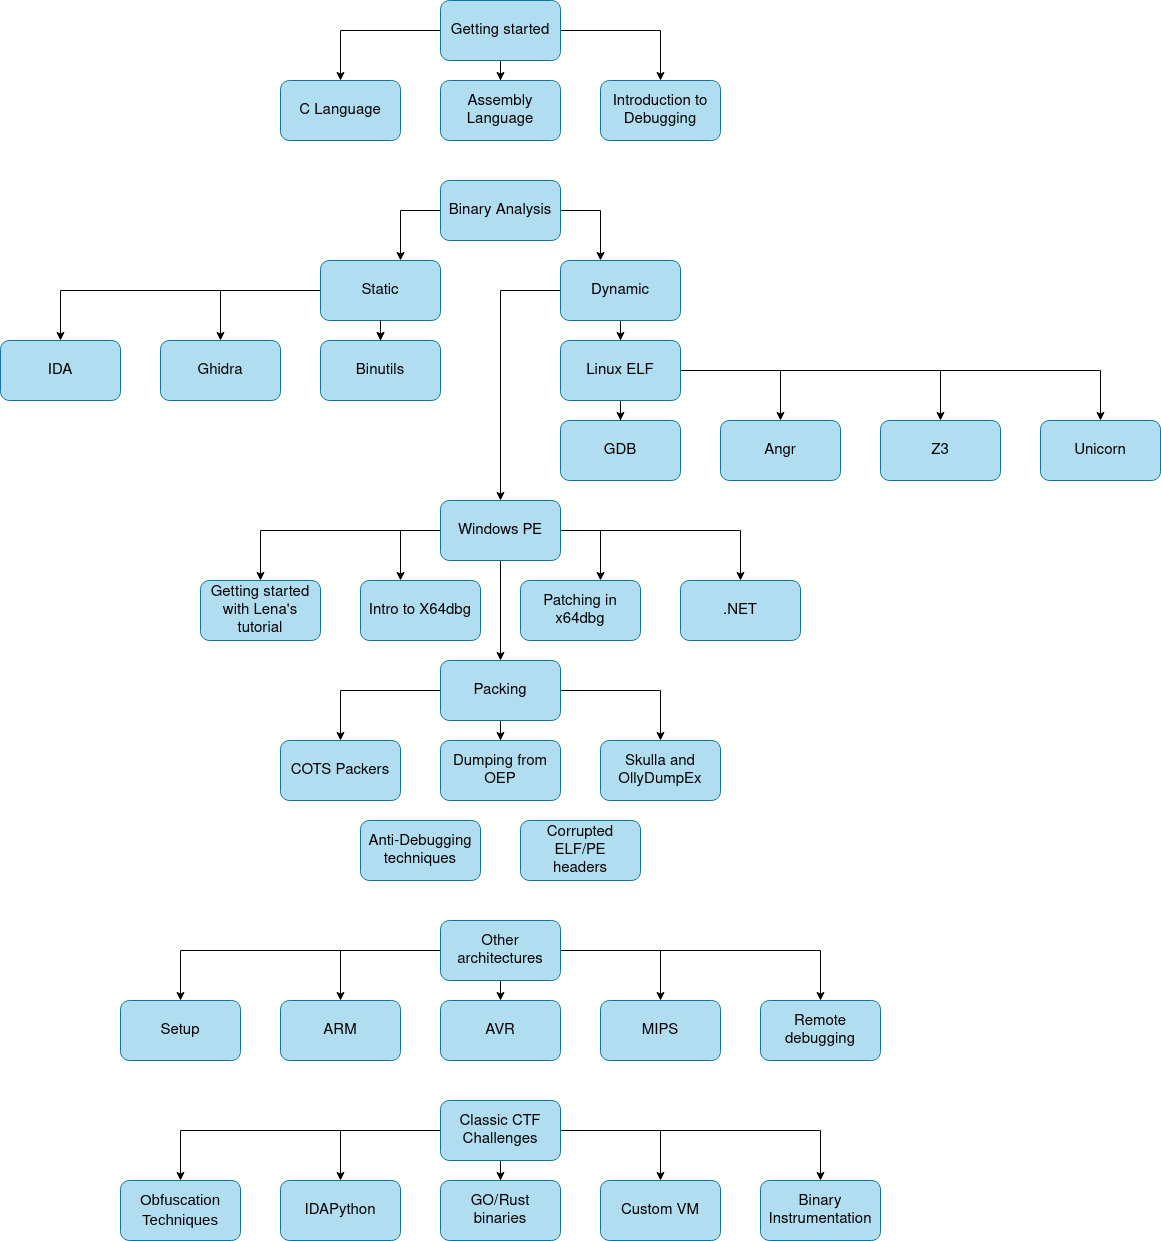 Getting started
C Language
Assembly
Language
Introduction to
Debugging
Binary Analysis
Static
Dynamic
IDA
Ghidra
Binutils
Linux ELF
GDB
Angr
Z3
Unicorn
Windows PE
Getting started
with Lena's
tutorial
Intro to X64dbg
Patching in
x64dbg
.NET
Packing
COTS Packers
Dumping from
OEP
Skulla and
OllyDumpEx
Anti-Debugging
techniques
Corrupted
ELF/PE
headers
Other
architectures
Setup
ARM
AVR
MIPS
Remote
debugging
Classic CTF
Challenges
Obfuscation
Techniques
IDAPython
GO/Rust
binaries
Custom VM
Binary
Instrumentation